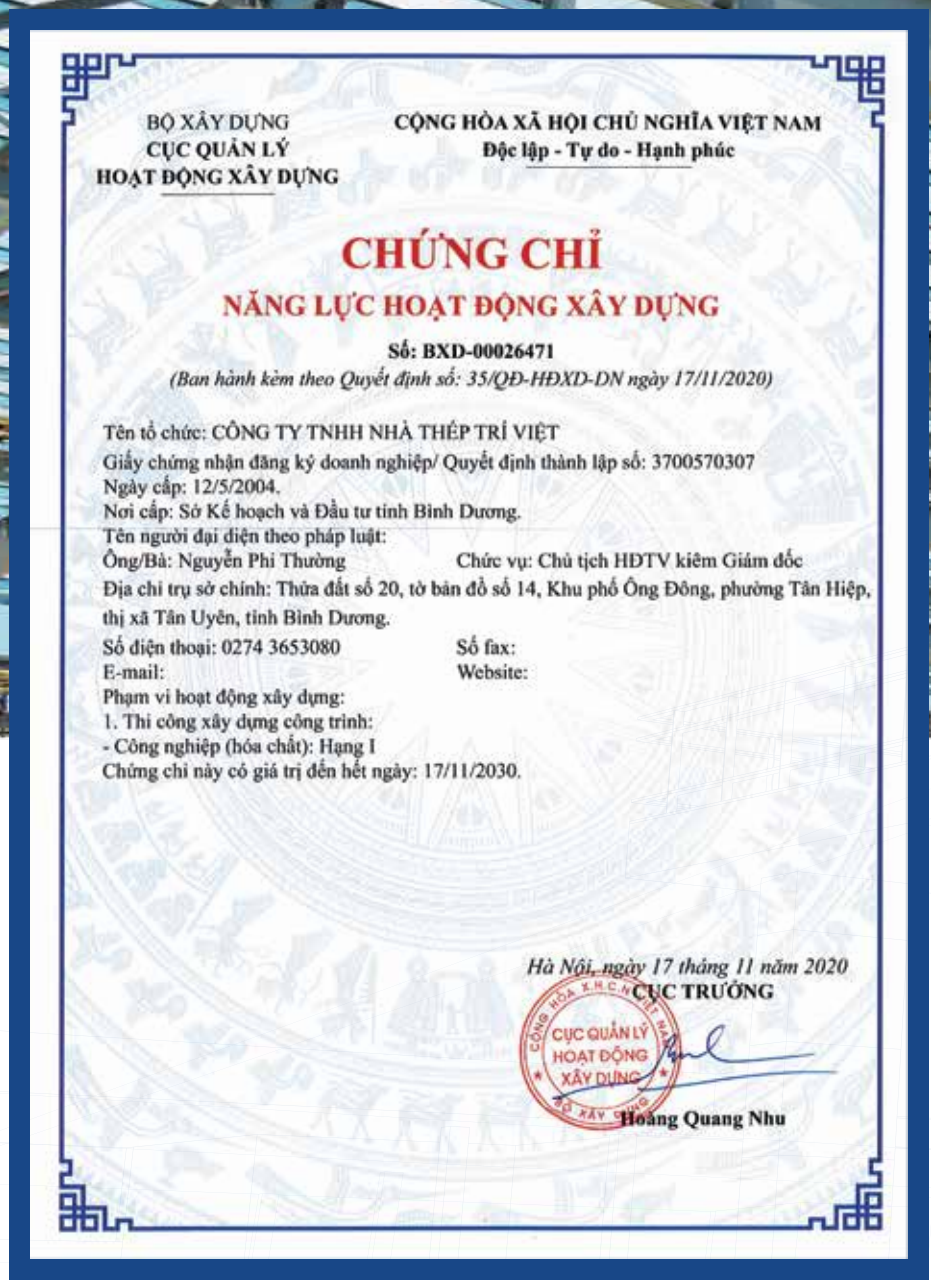 BỘ XÂY DỰNG
CỤC QUẢN LÝ
HOẠT ĐỘNG XÂY DỰNG
CỘNG HÒA XÃ HỘI CHỦ NGHĨA VIỆT NAM
Độc lập - Tự do - Hạnh phúc
CHỨNG CHỈ
NĂNG LỰC HOẠT ĐỘNG XÂY DỰNG
Số: BXD-00026471
(Ban hành kèm theo Quyết định số: 35/QĐ-HĐXD-DN ngày 17/11/2020)
Tên tổ chức: CÔNG TY TNHH NHÀ THÉP TRÍ VIỆT
Giấy chứng nhận đăng ký doanh nghiệp/ Quyết định thành lập số: 3700570307
Ngày cấp: 12/5/2004.
Nơi cấp: Sở Kế hoạch và Đầu tư tỉnh Bình Dương.
Tên người đại diện theo pháp luật:
Ông/Bà: Nguyễn Phi Thường Chức vụ: Chủ tịch HĐTV kiêm Giám đốc
Địa chỉ trụ sở chính: Thửa đất số 20, tờ bản đồ số 14, Khu phố Ông Đông, phường Tân Hiệp,
thị xã Tân Uyên, tỉnh Bình Dương.
Số điện thoại: 0274 3653080 Số fax:
E-mail: Website:
Phạm vi hoạt động xây dựng:
1. Thi công xây dựng công trình:
- Công nghiệp (hóa chất): Hạng I
Chứng chỉ này có giá trị đến hết ngày: 17/11/2030.
Hà Nội, ngày 17 tháng 11 năm 2020
CỤC TRƯỞNG
CỘNG HÒA X.H.C.N VIỆT NAM
CỤC QUẢN LÝ
HOẠT ĐỘNG
XÂY DỰNG
BỘ XÂY DỰNG
Hoàng Quang Nhu